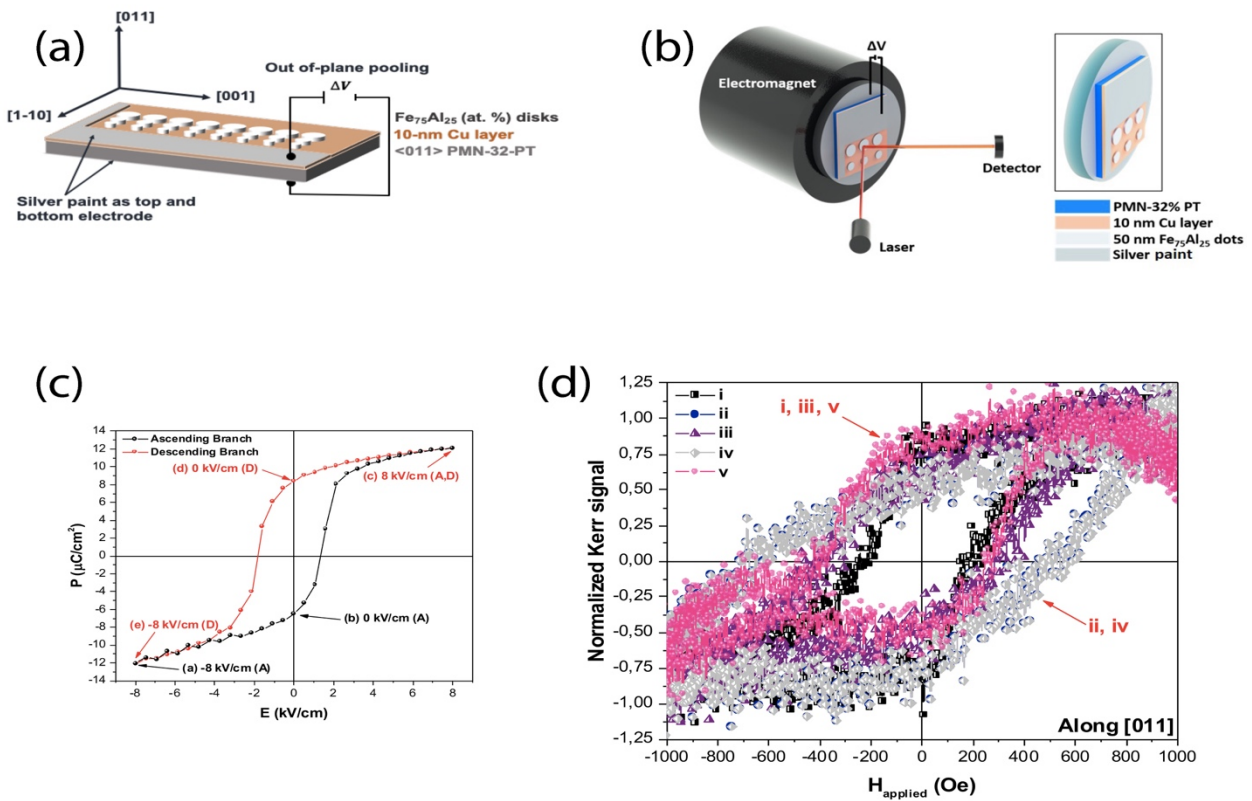 (a)
[011]
[1-10]
[001]
Out of-plane pooling
ΔV
Fe75Al25 (at. %) disks
10-nm Cu layer
<011> PMN-32-PT
Silver paint as top and
bottom electrode
(b)
ΔV
Electromagnet
Detector
Laser
PMN-32% PT
10 nm Cu layer
50 nm Fe75Al25 dots
Silver paint
(c)
Ascending Branch
Descending Branch
(d) 0 kV/cm (D)
(c) 8 kV/cm (A,D)
(b) 0 kV/cm (A)
(e) -8 kV/cm (D)
(a) -8 kV/cm (A)
P (μC/cm2)
14
12
10
8
6
4
2
0
-2
-4
-6
-8
-10
-12
-14
-8 -6 -4 -2 0 2 4 6 8
E (kV/cm)
(d)
i
ii
iii
iv
v
i, iii, v
ii, iv
Normalized Kerr signal
1,25
1,00
0,75
0,50
0,25
0,00
-0,25
-0,50
-0,75
-1,00
-1,25
Along [011]
-1000 -800 -600 -400 -200 0 200 400 600 800 1000
Happlied (Oe)